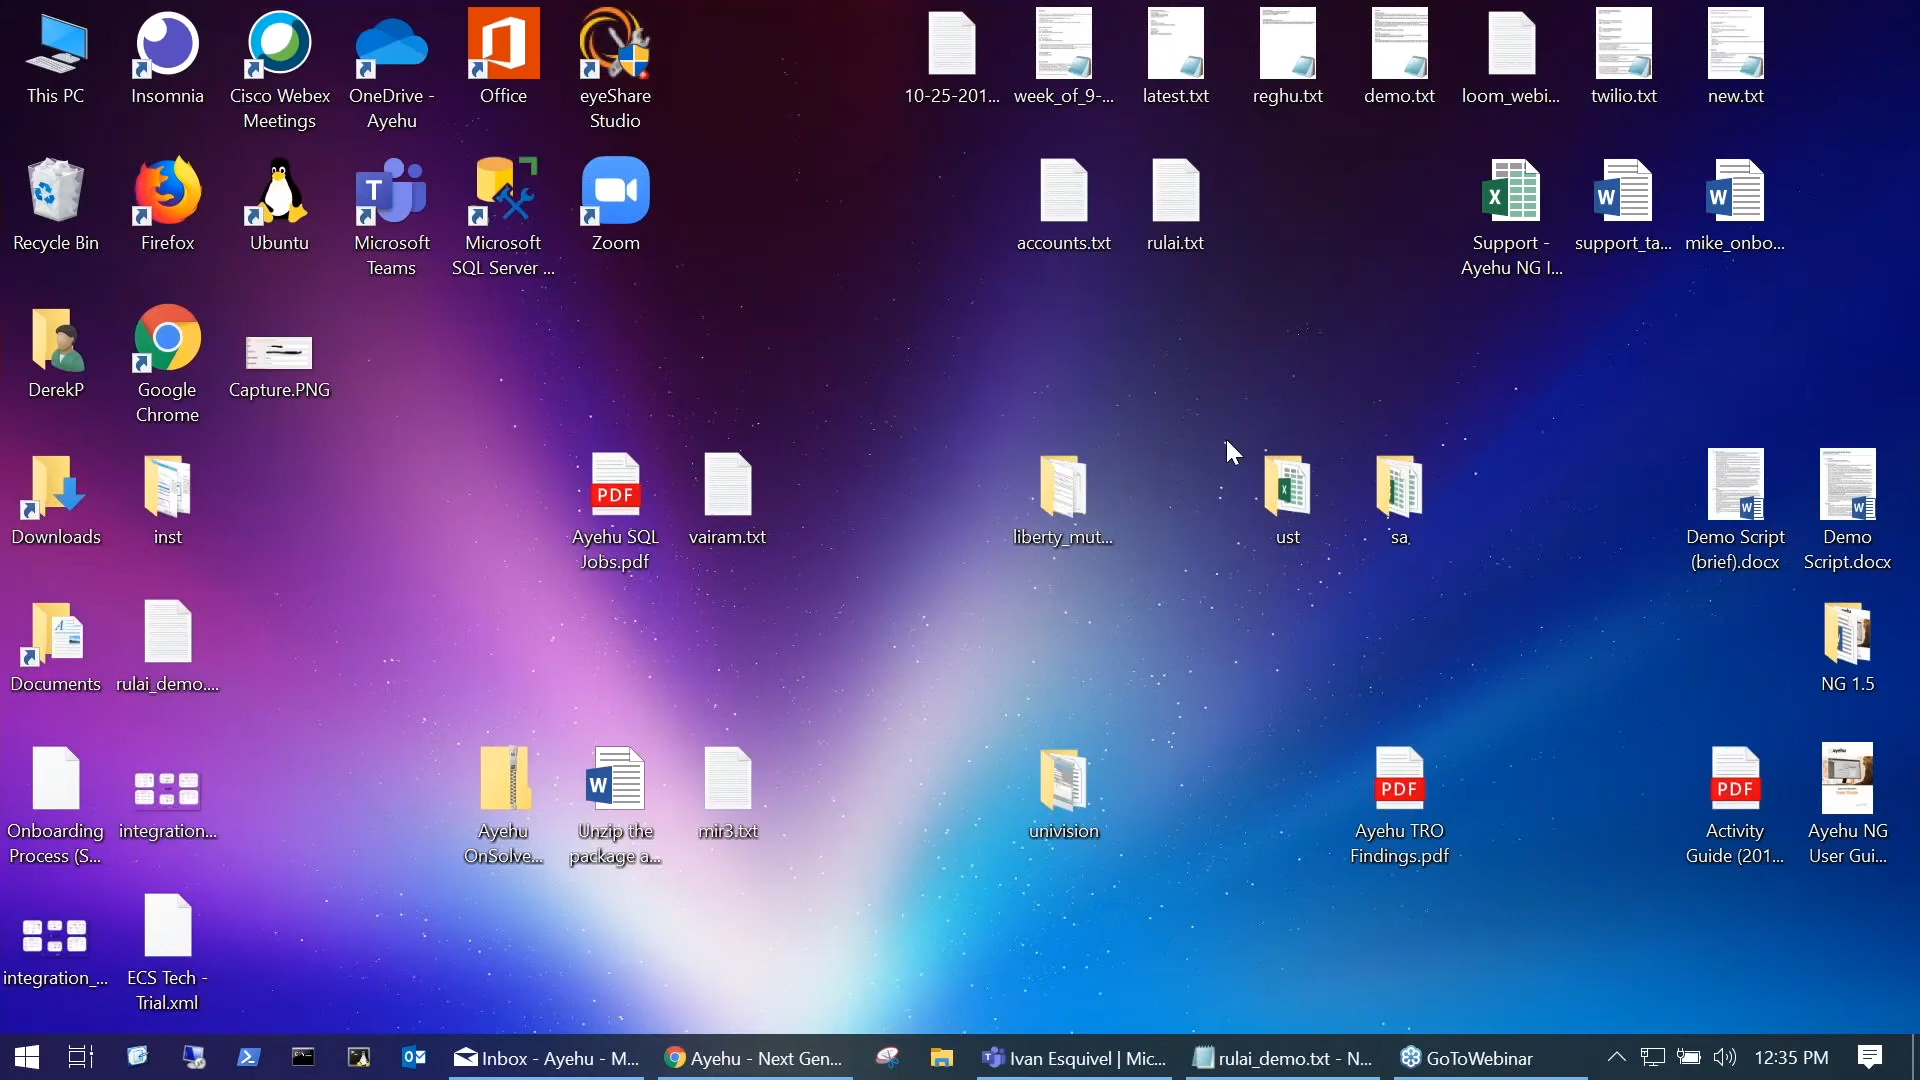 This PC
Insomnia
Cisco Webex
Meetings
OneDrive -
Ayehu
Office
eyeShare
Studio
10-25-201...
week_of_9-...
latest.txt
reghu.txt
demo.txt
loom_webi...
twilio.txt
new.txt
Recycle Bin
Firefox
Ubuntu
T
Microsoft
Teams
Microsoft
SQL Server ...
Zoom
accounts.txt
rulai.txt
X
Support -
Ayehu NG I...
W
support_ta...
W
mike_onbo...
DerekP
Google
Chrome
Capture.PNG
Downloads
inst
PDF
Ayehu SQL
Jobs.pdf
vairam.txt
liberty_mut...
ust
sa
Demo Script
(brief).docx
Demo
Script.docx
Documents
rulai_demo....
NG 1.5
Onboarding
Process (S...
integration...
Ayehu
OnSolve...
W
Unzip the
package a...
mir3.txt
univision
PDF
Ayehu TRO
Findings.pdf
PDF
Activity
Guide (201...
Ayehu NG
User Gui...
integration_...
ECS Tech -
Trial.xml
Inbox - Ayehu - M...
Ayehu - Next Gen...
Ivan Esquivel | Mic...
rulai_demo.txt - N...
GoToWebinar
12:35 PM